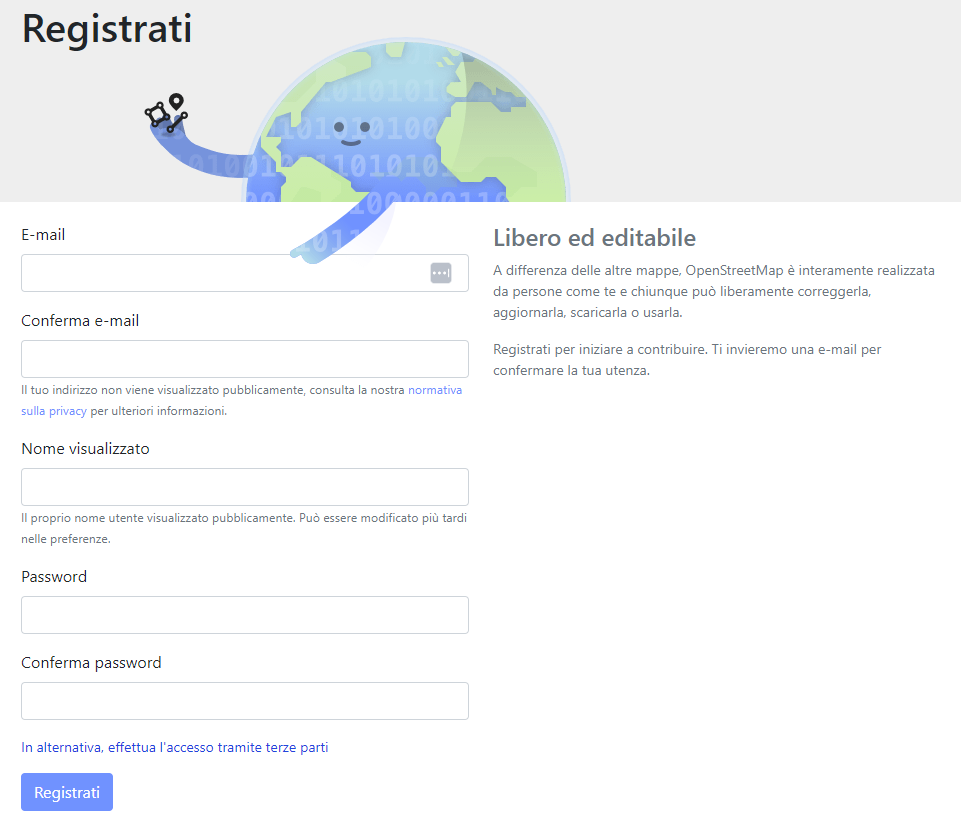 Registrati
E-mail
Conferma e-mail
Il tuo indirizzo non viene visualizzato pubblicamente, consulta la nostra normativa
sulla privacy per ulteriori informazioni.
Nome visualizzato
Il proprio nome utente visualizzato pubblicamente. Può essere modificato più tardi
nelle preferenze.
Password
Conferma password
In alternativa, effettua l'accesso tramite terze parti
Registrati
Libero ed editabile
A differenza delle altre mappe, OpenStreetMap è interamente realizzata
da persone come te e chiunque può liberamente correggerla,
aggiornarla, scaricarla o usarla.
Registrati per iniziare a contribuire. Ti invieremo una e-mail per
confermare la tua utenza.